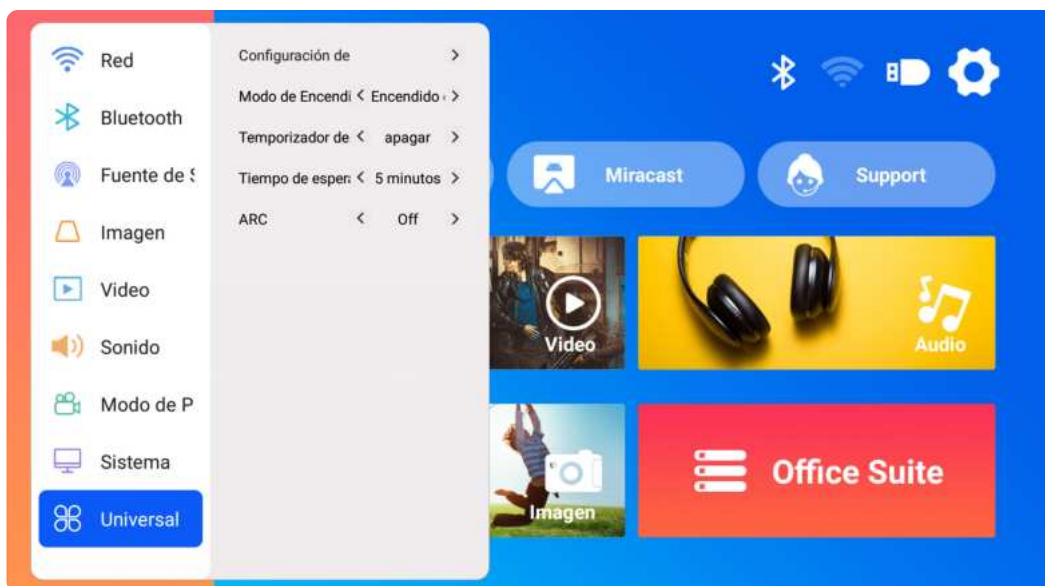 Red
Bluetooth
Fuente de S
Imagen
Video
Sonido
Modo de P
Sistema
Universal
Configuración de
Modo de Encendi < Encendido >
Temporizador de < apagar >
Tiempo de espera < 5 minutos >
ARC < Off >
Miracast
Support
Video
Audio
Imagen
Office Suite